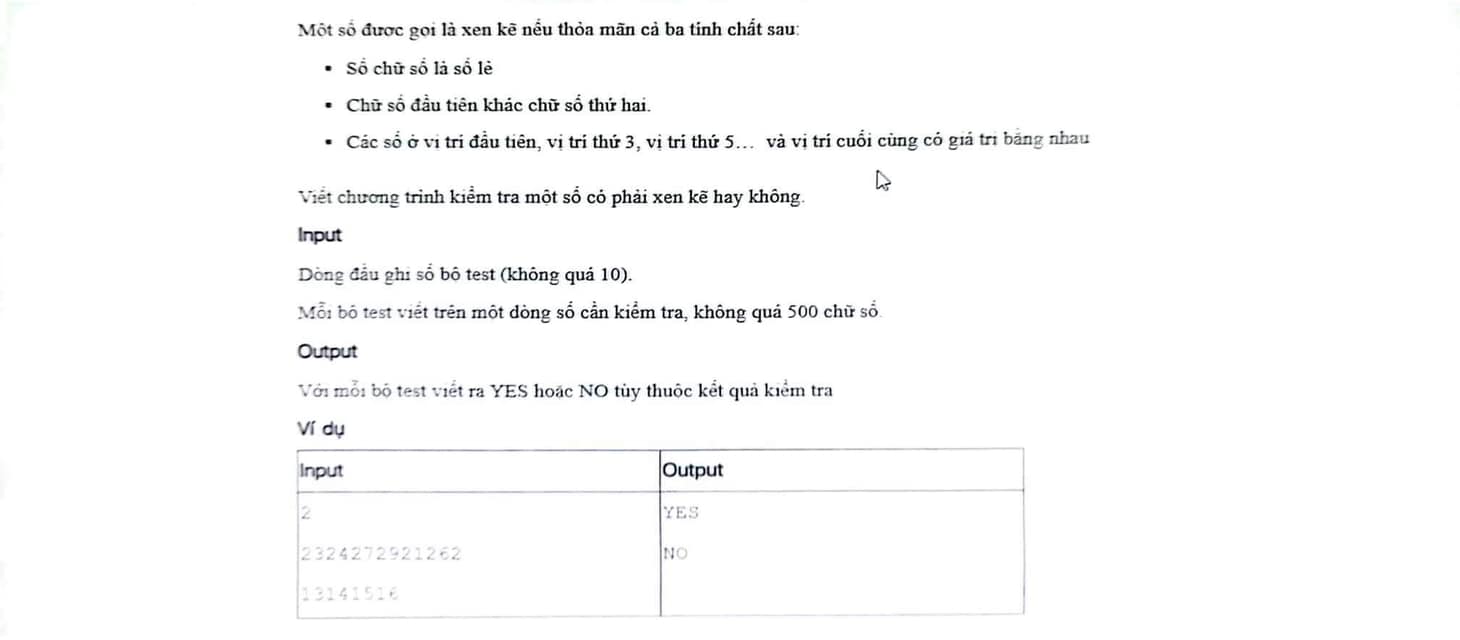 Một số được gọi là xen kẽ nếu thỏa mãn cả ba tính chất sau:
▪ Số chữ số là số lẻ
▪ Chữ số đầu tiên khác chữ số thứ hai.
▪ Các số ở vị trí đầu tiên, vị trí thứ 3, vị trí thứ 5… và vị trí cuối cùng có giá trị bằng nhau
Viết chương trình kiểm tra một số có phải xen kẽ hay không.
Input
Dòng đầu ghi số bộ test (không quá 10).
Mỗi bộ test viết trên một dòng số cần kiểm tra, không quá 500 chữ số.
Output
Với mỗi bộ test viết ra YES hoặc NO tùy thuộc kết quả kiểm tra
Ví dụ
Input Output
2 YES
2324272921262 NO
13141516